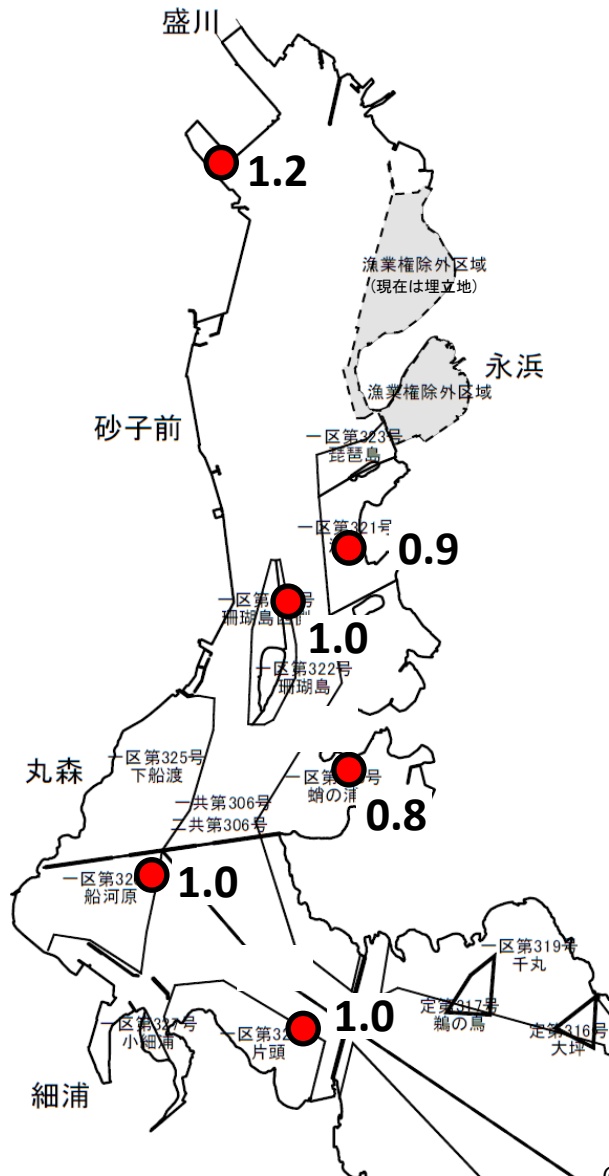 盛川
1.2
漁業権除外区域
(現在は埋立地)
永浜
漁業権除外区域
砂子前
一区第323号
琵琶島
一区第321号
0.9
一区第
号
珊瑚島
1.0
一区第322号
珊瑚島
丸森
一区第325号
下船渡
一区第
号
蛸の浦
一共第306号
二共第306号
0.8
一区第32
船河原
1.0
一区第319号
千丸
定第317号
鵜の島
定第316号
大坪
1.0
一区第327号
小細浦
一区第32
片頭
細浦